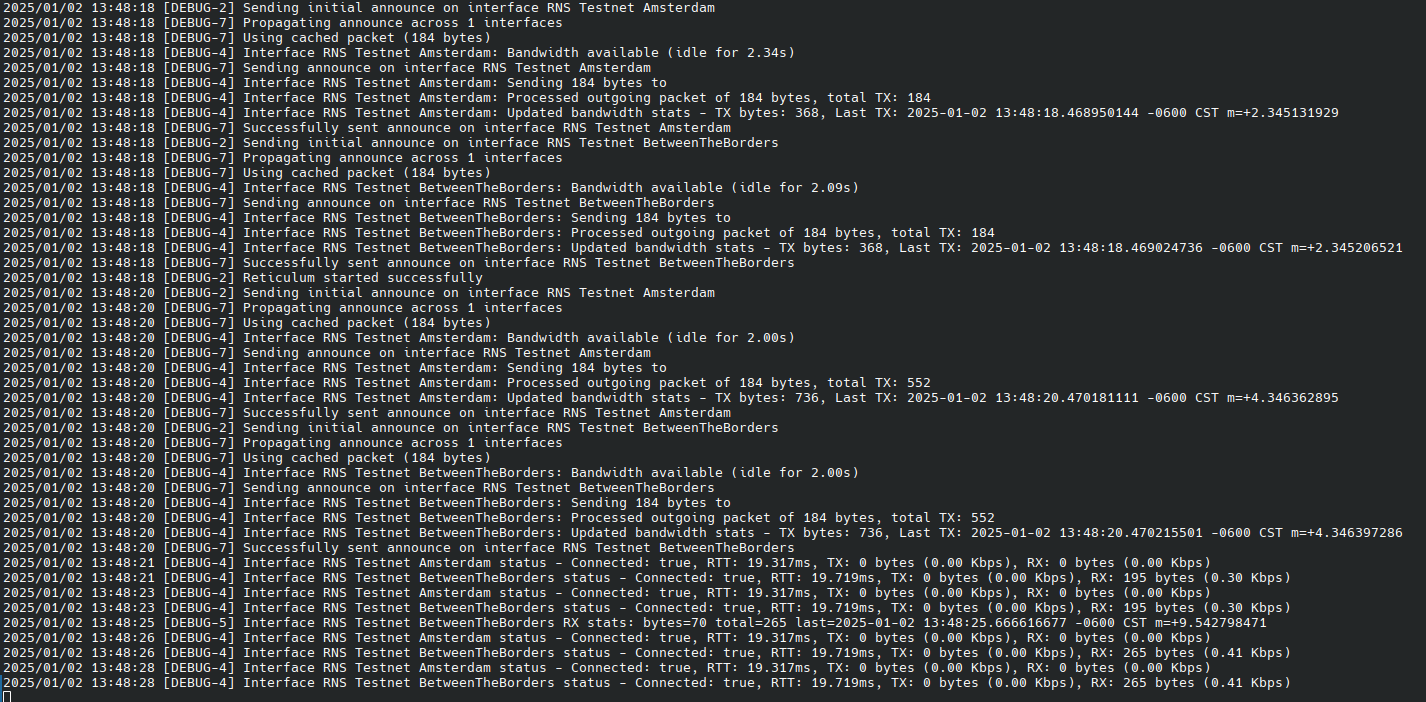 2025/01/02 13:48:18 [DEBUG-2] Sending initial announce on interface RNS Testnet Amsterdam
2025/01/02 13:48:18 [DEBUG-7] Propagating announce across 1 interfaces
2025/01/02 13:48:18 [DEBUG-7] Using cached packet (184 bytes)
2025/01/02 13:48:18 [DEBUG-4] Interface RNS Testnet Amsterdam: Bandwidth available (idle for 2.34s)
2025/01/02 13:48:18 [DEBUG-7] Sending announce on interface RNS Testnet Amsterdam
2025/01/02 13:48:18 [DEBUG-4] Interface RNS Testnet Amsterdam: Sending 184 bytes to
2025/01/02 13:48:18 [DEBUG-4] Interface RNS Testnet Amsterdam: Processed outgoing packet of 184 bytes, total TX: 184
2025/01/02 13:48:18 [DEBUG-4] Interface RNS Testnet Amsterdam: Updated bandwidth stats - TX bytes: 368, Last TX: 2025-01-02 13:48:18.468950144 -0600 CST m=+2.345131929
2025/01/02 13:48:18 [DEBUG-7] Successfully sent announce on interface RNS Testnet Amsterdam
2025/01/02 13:48:18 [DEBUG-2] Sending initial announce on interface RNS Testnet BetweenTheBorders
2025/01/02 13:48:18 [DEBUG-7] Propagating announce across 1 interfaces
2025/01/02 13:48:18 [DEBUG-7] Using cached packet (184 bytes)
2025/01/02 13:48:18 [DEBUG-4] Interface RNS Testnet BetweenTheBorders: Bandwidth available (idle for 2.09s)
2025/01/02 13:48:18 [DEBUG-7] Sending announce on interface RNS Testnet BetweenTheBorders
2025/01/02 13:48:18 [DEBUG-4] Interface RNS Testnet BetweenTheBorders: Sending 184 bytes to
2025/01/02 13:48:18 [DEBUG-4] Interface RNS Testnet BetweenTheBorders: Processed outgoing packet of 184 bytes, total TX: 184
2025/01/02 13:48:18 [DEBUG-4] Interface RNS Testnet BetweenTheBorders: Updated bandwidth stats - TX bytes: 368, Last TX: 2025-01-02 13:48:18.469024736 -0600 CST m=+2.345206521
2025/01/02 13:48:18 [DEBUG-7] Successfully sent announce on interface RNS Testnet BetweenTheBorders
2025/01/02 13:48:18 [DEBUG-2] Reticulum started successfully
2025/01/02 13:48:20 [DEBUG-2] Sending initial announce on interface RNS Testnet Amsterdam
2025/01/02 13:48:20 [DEBUG-7] Propagating announce across 1 interfaces
2025/01/02 13:48:20 [DEBUG-7] Using cached packet (184 bytes)
2025/01/02 13:48:20 [DEBUG-4] Interface RNS Testnet Amsterdam: Bandwidth available (idle for 2.00s)
2025/01/02 13:48:20 [DEBUG-7] Sending announce on interface RNS Testnet Amsterdam
2025/01/02 13:48:20 [DEBUG-4] Interface RNS Testnet Amsterdam: Sending 184 bytes to
2025/01/02 13:48:20 [DEBUG-4] Interface RNS Testnet Amsterdam: Processed outgoing packet of 184 bytes, total TX: 552
2025/01/02 13:48:20 [DEBUG-4] Interface RNS Testnet Amsterdam: Updated bandwidth stats - TX bytes: 736, Last TX: 2025-01-02 13:48:20.470181111 -0600 CST m=+4.346362895
2025/01/02 13:48:20 [DEBUG-7] Successfully sent announce on interface RNS Testnet Amsterdam
2025/01/02 13:48:20 [DEBUG-2] Sending initial announce on interface RNS Testnet BetweenTheBorders
2025/01/02 13:48:20 [DEBUG-7] Propagating announce across 1 interfaces
2025/01/02 13:48:20 [DEBUG-7] Using cached packet (184 bytes)
2025/01/02 13:48:20 [DEBUG-4] Interface RNS Testnet BetweenTheBorders: Bandwidth available (idle for 2.00s)
2025/01/02 13:48:20 [DEBUG-7] Sending announce on interface RNS Testnet BetweenTheBorders
2025/01/02 13:48:20 [DEBUG-4] Interface RNS Testnet BetweenTheBorders: Sending 184 bytes to
2025/01/02 13:48:20 [DEBUG-4] Interface RNS Testnet BetweenTheBorders: Processed outgoing packet of 184 bytes, total TX: 552
2025/01/02 13:48:20 [DEBUG-4] Interface RNS Testnet BetweenTheBorders: Updated bandwidth stats - TX bytes: 736, Last TX: 2025-01-02 13:48:20.470215501 -0600 CST m=+4.346397286
2025/01/02 13:48:20 [DEBUG-7] Successfully sent announce on interface RNS Testnet BetweenTheBorders
2025/01/02 13:48:21 [DEBUG-4] Interface RNS Testnet Amsterdam status - Connected: true, RTT: 19.317ms, TX: 0 bytes (0.00 Kbps), RX: 0 bytes (0.00 Kbps)
2025/01/02 13:48:21 [DEBUG-4] Interface RNS Testnet BetweenTheBorders status - Connected: true, RTT: 19.719ms, TX: 0 bytes (0.00 Kbps), RX: 195 bytes (0.30 Kbps)
2025/01/02 13:48:23 [DEBUG-4] Interface RNS Testnet Amsterdam status - Connected: true, RTT: 19.317ms, TX: 0 bytes (0.00 Kbps), RX: 0 bytes (0.00 Kbps)
2025/01/02 13:48:23 [DEBUG-4] Interface RNS Testnet BetweenTheBorders status - Connected: true, RTT: 19.719ms, TX: 0 bytes (0.00 Kbps), RX: 195 bytes (0.30 Kbps)
2025/01/02 13:48:25 [DEBUG-5] Interface RNS Testnet BetweenTheBorders RX stats: bytes=70 total=265 last=2025-01-02 13:48:25.666616677 -0600 CST m=+9.542798471
2025/01/02 13:48:26 [DEBUG-4] Interface RNS Testnet Amsterdam status - Connected: true, RTT: 19.317ms, TX: 0 bytes (0.00 Kbps), RX: 0 bytes (0.00 Kbps)
2025/01/02 13:48:26 [DEBUG-4] Interface RNS Testnet BetweenTheBorders status - Connected: true, RTT: 19.719ms, TX: 0 bytes (0.00 Kbps), RX: 265 bytes (0.41 Kbps)
2025/01/02 13:48:28 [DEBUG-4] Interface RNS Testnet Amsterdam status - Connected: true, RTT: 19.317ms, TX: 0 bytes (0.00 Kbps), RX: 0 bytes (0.00 Kbps)
2025/01/02 13:48:28 [DEBUG-4] Interface RNS Testnet BetweenTheBorders status - Connected: true, RTT: 19.719ms, TX: 0 bytes (0.00 Kbps), RX: 265 bytes (0.41 Kbps)